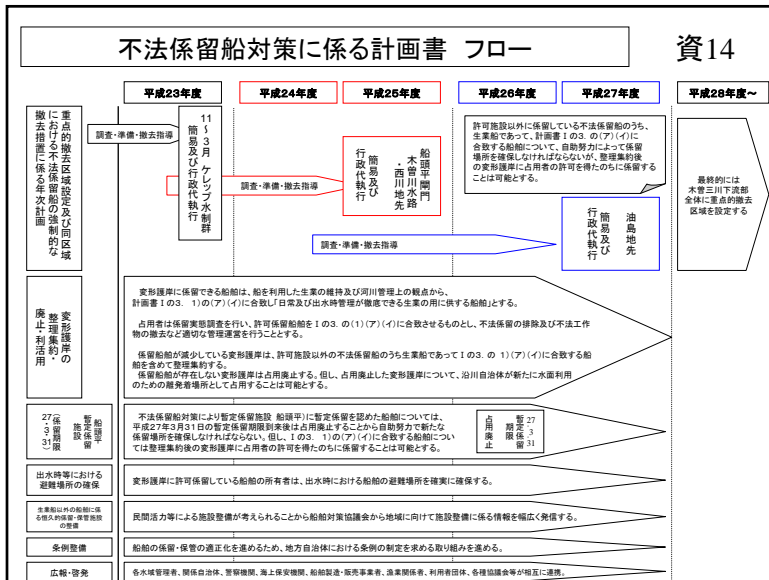 不法係留船対策に係る計画書 フロー
資14
平成23年度
平成24年度
平成25年度
平成26年度
平成27年度
平成28年度~
重点的撤去区域設定及び同区域
における不法係留船の強制的な
撤去措置に係る年次計画
調査・準備・撤去指導
11~3月 ケレップ水制群
簡易及び行政代執行
調査・準備・撤去指導
船頭平閘門
木曽川水路
・西川地先
簡易及び
行政代執行
許可施設以外に係留している不法係留船のうち、
生業船であって、計画書Ⅰの3.の(ア)(イ)に
合致する船舶について、自助努力によって係留
場所を確保しなければならないが、整理集約後
の変形護岸に占用者の許可を得たのちに係留する
ことは可能とする。
調査・準備・撤去指導
油島地先
簡易及び
行政代執行
最終的には
木曽三川下流部
全体に重点的撤去
区域を設定する
変形護岸の
整理集約・
廃止・利活用
変形護岸に係留できる船舶は、船を利用した生業の維持及び河川管理上の観点から、
計画書Ⅰの3. 1)の(ア)(イ)に合致し「日常及び出水時管理が徹底できる生業の用に供する船舶」とする。
占用者は係留実態調査を行い、許可係留船舶をⅠの3.の(1)(ア)(イ)に合致させるものとし、不法係留の排除及び不法工作
物の撤去など適切な管理運営を行うこととする。
係留船舶が減少している変形護岸は、許可施設以外の不法係留船のうち生業船であってⅠの3.の 1)(ア)(イ)に合致する船
舶を含めて整理集約する。
係留船舶が存在しない変形護岸は占用廃止する。但し、占用廃止した変形護岸について、沿川自治体が新たに水面利用
のための離発着場所として占用することは可能とする。
船頭平
暫定係留
施設
(係留期限
27・3・31)
不法係留船対策により暫定係留施設 船頭平)に暫定係留を認めた船舶については、
平成27年3月31日の暫定係留期限到来後は占用廃止することから自助努力で新たな
係留場所を確保しなければならない。但し、Ⅰの3. 1)の(ア)(イ)に合致する船舶につい
ては整理集約後の変形護岸に占用者の許可を得たのちに係留することは可能とする。
27・3・31
暫定係留
期限
占用廃止
出水時等における
避難場所の確保
変形護岸に許可係留している船舶の所有者は、出水時における船舶の避難を確実に確保する。
生業船以外の船舶に係
る恒久的係留・保管施設
の整備
民間活力等による施設整備が考えられることから船舶対策協議会から地域に向けて施設整備に係る情報を幅広く発信する。
条例整備
船舶の係留・保管の適正化を進めるため、地方自治体における条例の制定を求める取り組みを進める。
広報・啓発
各水域管理者、関係自治体、警察機関、海上保安機関、船舶製造・販売事業者、漁業関係者、利用者団体、各種協議会等が相互に連携。